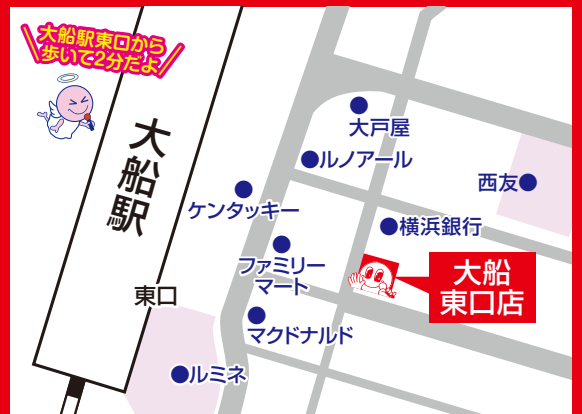 大船駅東口から
歩いて2分だよ
大船駅
大戸屋
ルノアール
西友
ケンタッキー
横浜銀行
ファミリー
マート
大船
東口店
東口
マクドナルド
ルミネ